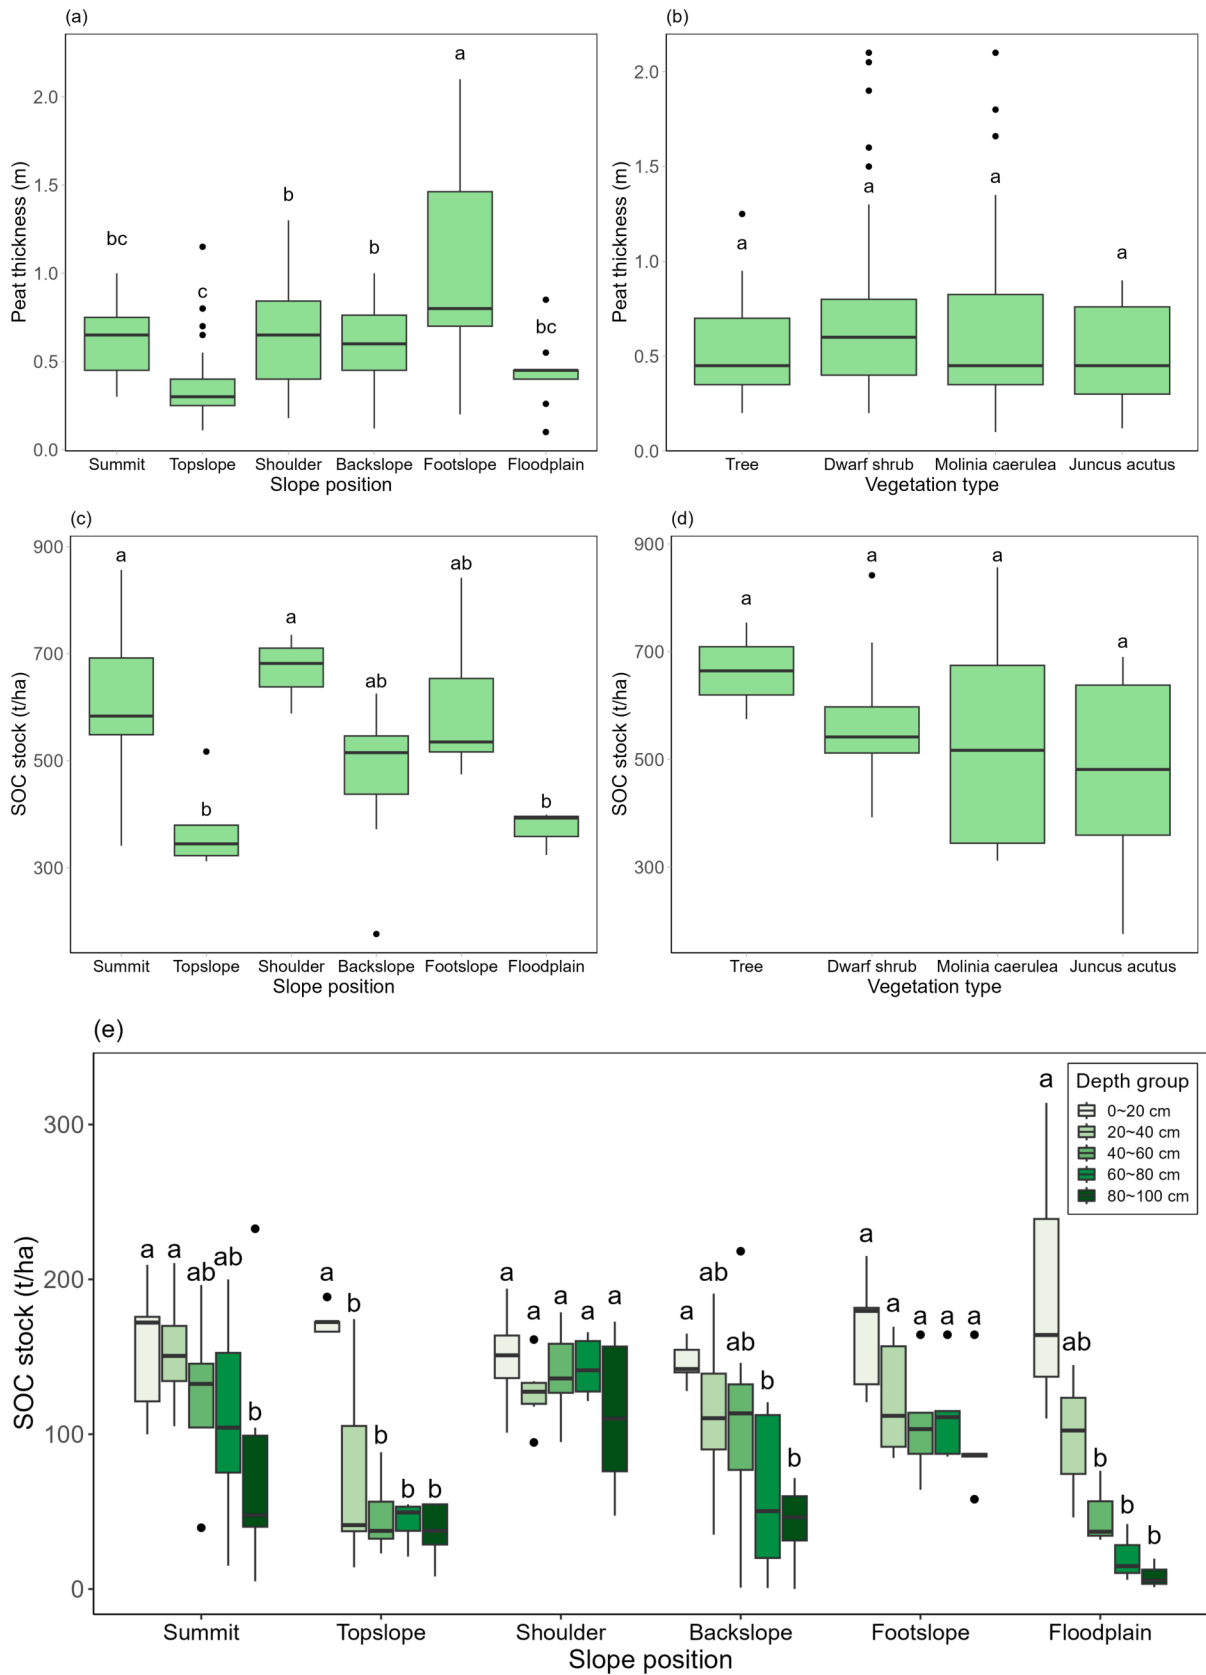 (a)
a
2.0
1.5
b
bc
b
1.0
c
bc
0.5
0.0
Peat thickness (m)
Summit Topslope Shoulder Backslope Footslope Floodplain
Slope position
(b)
2.0
1.5
a
a
a
a
1.0
0.5
0.0
Peat thickness (m)
Tree Dwarf shrub Molinia caerulea Juncus acutus
Vegetation type
(c)
900
a
ab
a
700
ab
500
b
b
300
SOC stock (t/ha)
Summit Topslope Shoulder Backslope Footslope Floodplain
Slope position
(d)
900
a
a
a
700
a
500
300
SOC stock (t/ha)
Tree Dwarf shrub Molinia caerulea Juncus acutus
Vegetation type
(e)
300
200
100
0
SOC stock (t/ha)
a a ab ab b
a b b b b
a a a a a
a ab ab b b
a a a a a
a ab b b b
Depth group
0~20 cm
20~40 cm
40~60 cm
60~80 cm
80~100 cm
Summit Topslope Shoulder Backslope Footslope Floodplain
Slope position